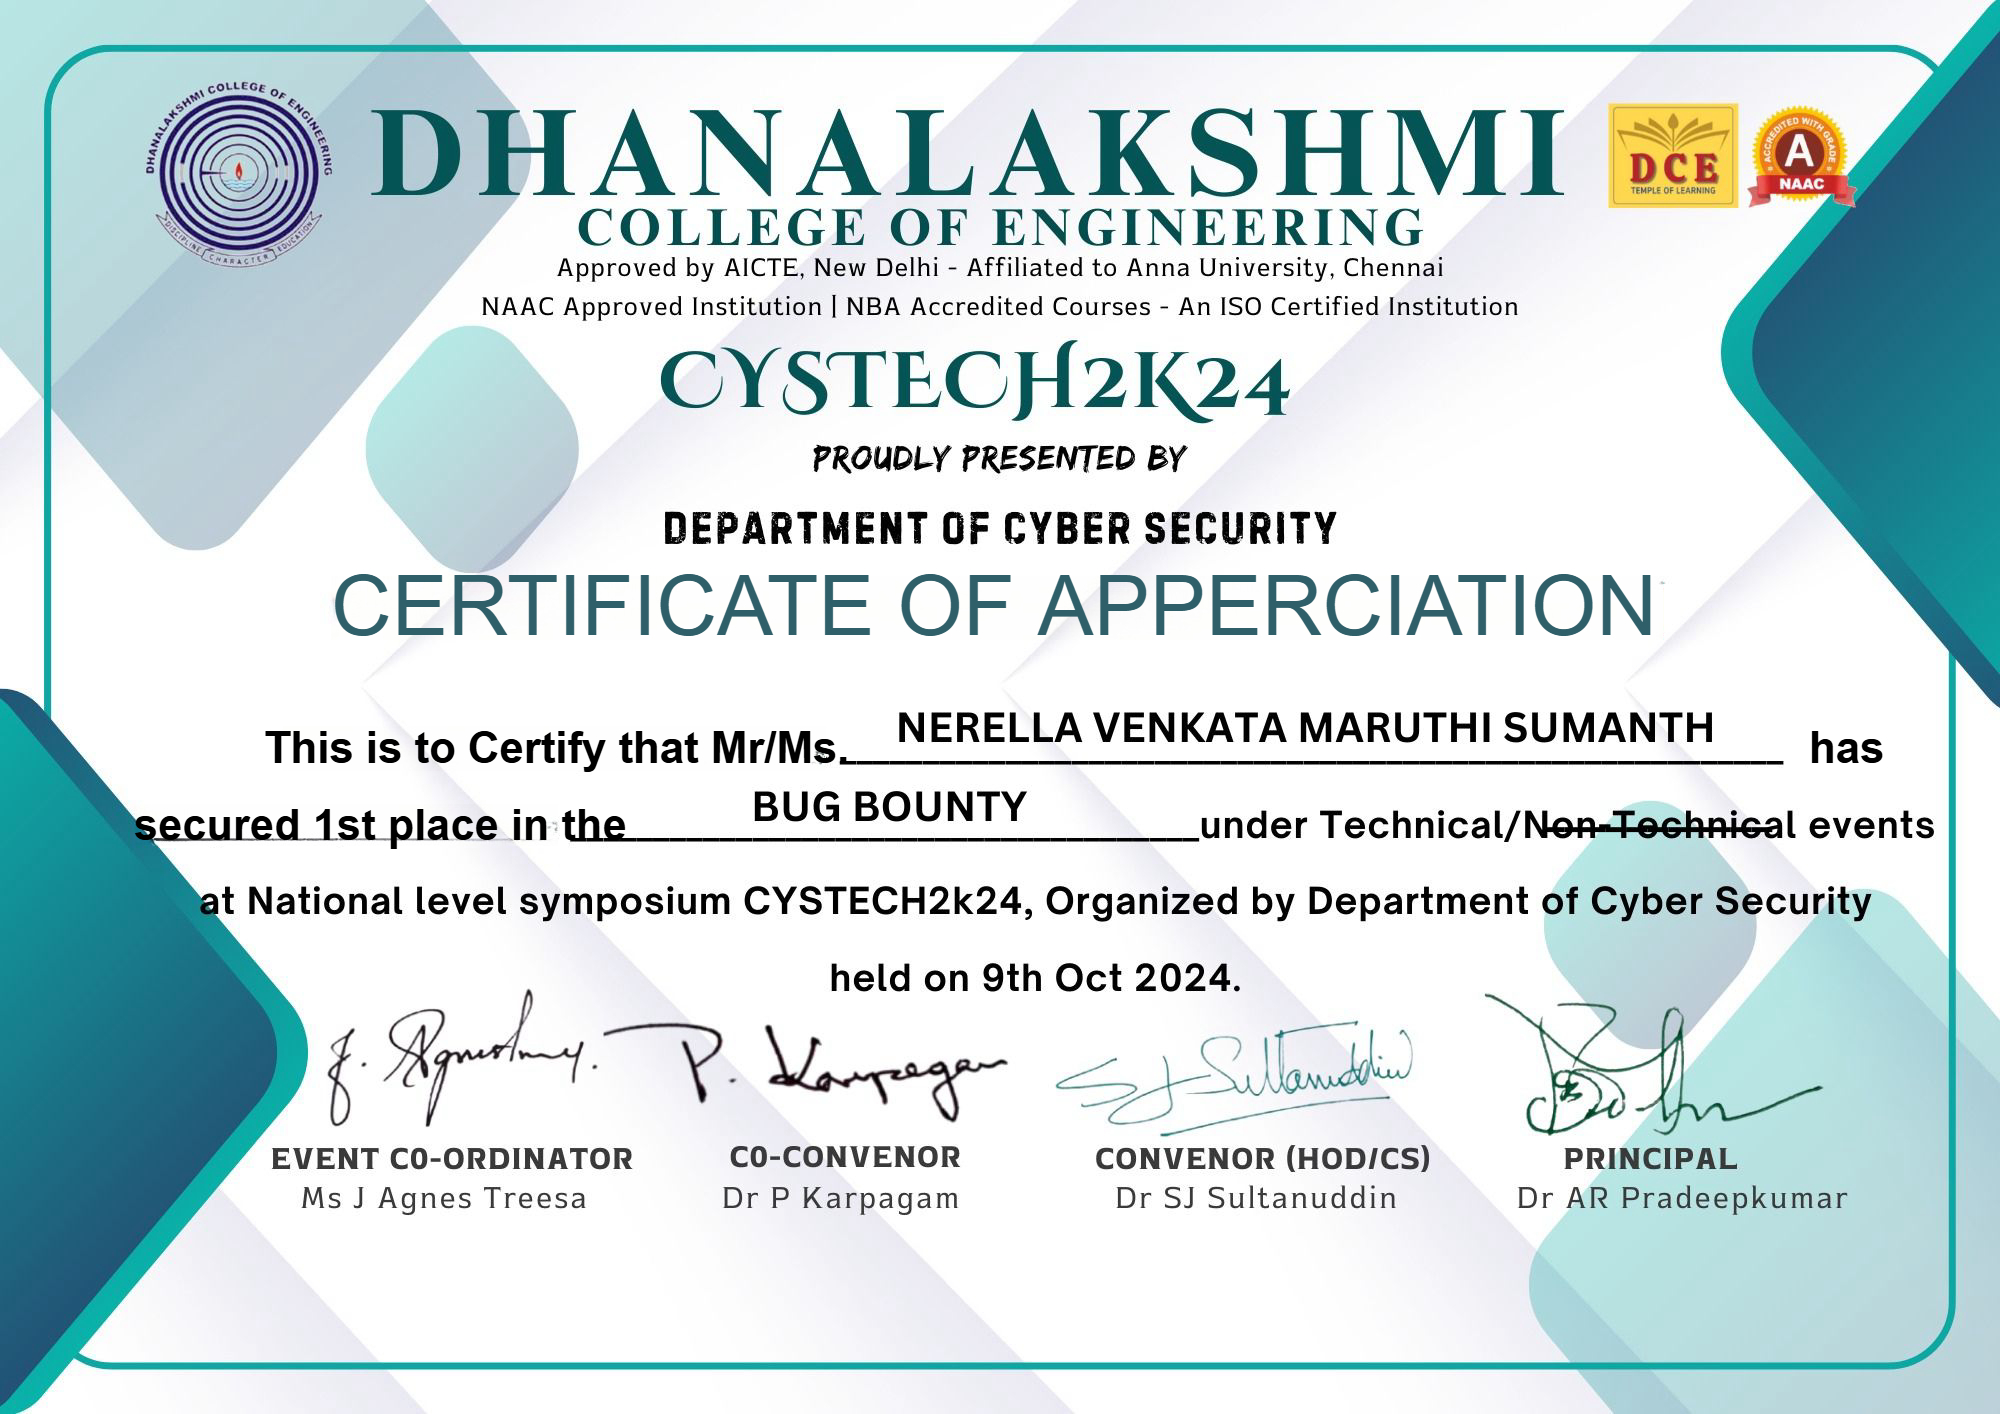 DHANALAKSHMI COLLEGE OF ENGINEERING
DISCIPLINE CHARACTER EDUCATION
DHANALAKSHMI
DCE
TEMPLE OF LEARNING
ACCREDITED WITH GRADE
A
NAAC
COLLEGE OF ENGINEERING
Approved by AICTE, New Delhi - Affiliated to Anna University, Chennai
NAAC Approved Institution | NBA Accredited Courses - An ISO Certified Institution
CYSTECH2K24
PROUDLY PRESENTED BY
DEPARTMENT OF CYBER SECURITY
CERTIFICATE OF APPERCIATION
This is to Certify that Mr/Ms. NERELLA VENKATA MARUTHI SUMANTH has
secured 1st place in the BUG BOUNTY under Technical/Non-Technical events
at National level symposium CYSTECH2k24, Organized by Department of Cyber Security
held on 9th Oct 2024.
P. Karpagam
SJ Sultanuddin
EVENT C0-ORDINATOR C0-CONVENOR CONVENOR (HOD/CS) PRINCIPAL
Ms J Agnes Treesa Dr P Karpagam Dr SJ Sultanuddin Dr AR Pradeepkumar